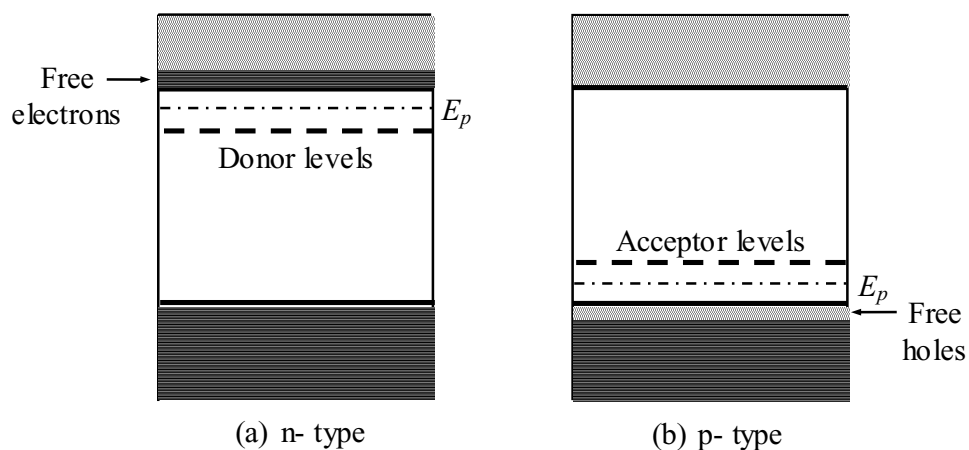 Free
electrons
E_p
Donor levels
(a) n- type
Acceptor levels
E_p
Free
holes
(b) p- type